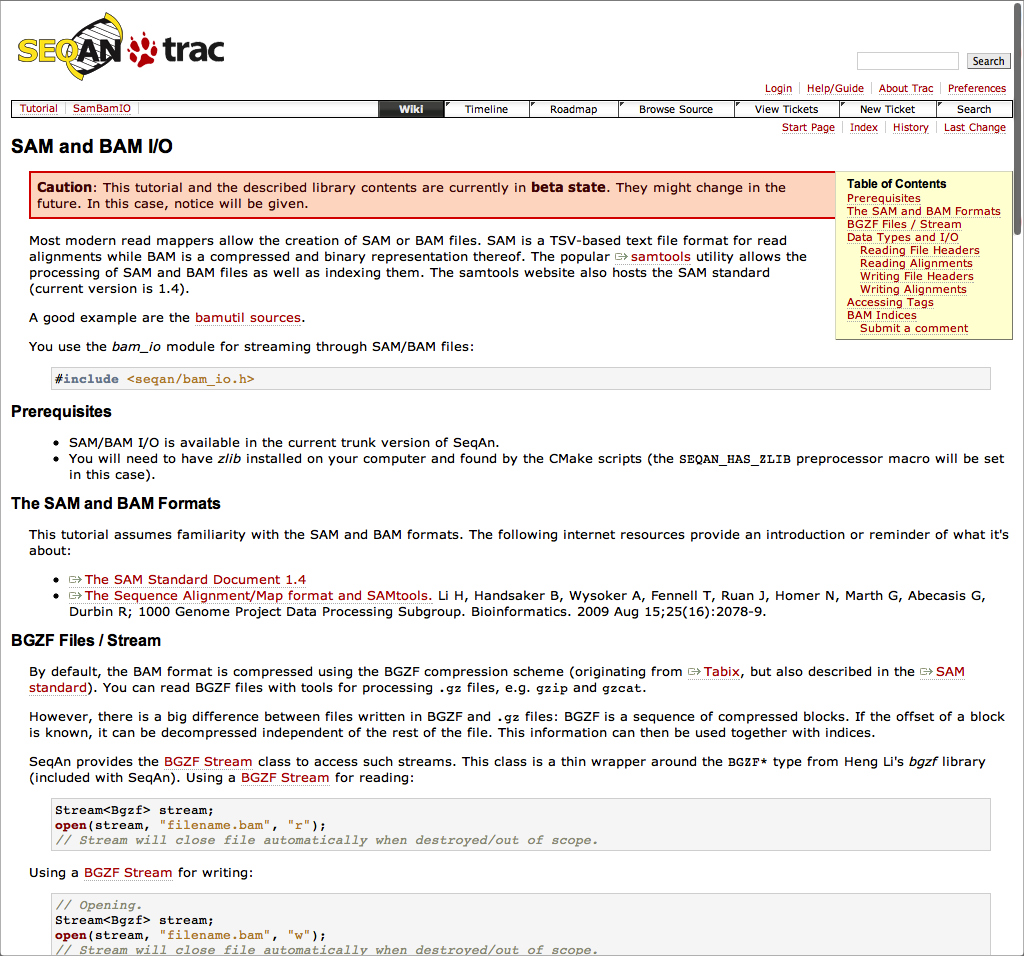 SEQAN trac
Search
Login Help/Guide About Trac Preferences
Tutorial SamBamIO Wiki Timeline Roadmap Browse Source View Tickets New Ticket Search
Start Page Index History Last Change
SAM and BAM I/O
Caution: This tutorial and the described library contents are currently in beta state. They might change in the
future. In this case, notice will be given.
Table of Contents
Prerequisites
The SAM and BAM Formats
BGZF Files / Stream
Data Types and I/O
Reading File Headers
Reading Alignments
Writing File Headers
Writing Alignments
Accessing Tags
BAM Indices
Submit a comment
Most modern read mappers allow the creation of SAM or BAM files. SAM is a TSV-based text file format for read
alignments while BAM is a compressed and binary representation thereof. The popular samtools utility allows the
processing of SAM and BAM files as well as indexing them. The samtools website also hosts the SAM standard
(current version is 1.4).
A good example are the bamutil sources.
You use the bam_io module for streaming through SAM/BAM files:
#include <seqan/bam_io.h>
Prerequisites
• SAM/BAM I/O is available in the current trunk version of SeqAn.
• You will need to have zlib installed on your computer and found by the CMake scripts (the SEQAN_HAS_ZLIB preprocessor macro will be set
in this case).
The SAM and BAM Formats
This tutorial assumes familiarity with the SAM and BAM formats. The following internet resources provide an introduction or reminder of what it's
about:
• The SAM Standard Document 1.4
• The Sequence Alignment/Map format and SAMtools. Li H, Handsaker B, Wysoker A, Fennell T, Ruan J, Homer N, Marth G, Abecasis G,
Durbin R; 1000 Genome Project Data Processing Subgroup. Bioinformatics. 2009 Aug 15;25(16):2078-9.
BGZF Files / Stream
By default, the BAM format is compressed using the BGZF compression scheme (originating from Tabix, but also described in the SAM
standard). You can read BGZF files with tools for processing .gz files, e.g. gzip and gzcat.
However, there is a big difference between files written in BGZF and .gz files: BGZF is a sequence of compressed blocks. If the offset of a block
is known, it can be decompressed independent of the rest of the file. This information can then be used together with indices.
SeqAn provides the BGZF Stream class to access such streams. This class is a thin wrapper around the BGZF* type from Heng Li's bgzf library
(included with SeqAn). Using a BGZF Stream for reading:
Stream<Bgzf> stream;
open(stream, "filename.bam", "r");
// Stream will close file automatically when destroyed/out of scope.
Using a BGZF Stream for writing:
// Opening.
Stream<Bgzf> stream;
open(stream, "filename.bam", "w");
// Stream will close file automatically when destroyed/out of scope.